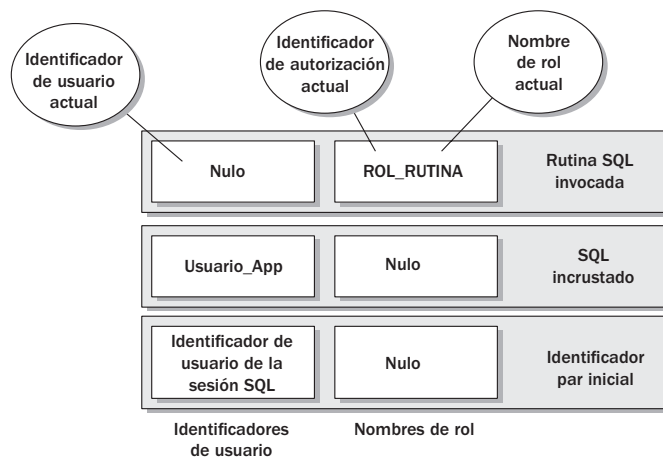 Identificador
de usuario
actual
Identificador
de autorización
actual
Nombre
de rol
actual
Nulo
ROL_RUTINA
Rutina SQL
invocada
Usuario_App
Nulo
SQL
incrustado
Identificador de
usuario de la
sesión SQL
Nulo
Identificador
par inicial
Identificadores
de usuario
Nombres de rol